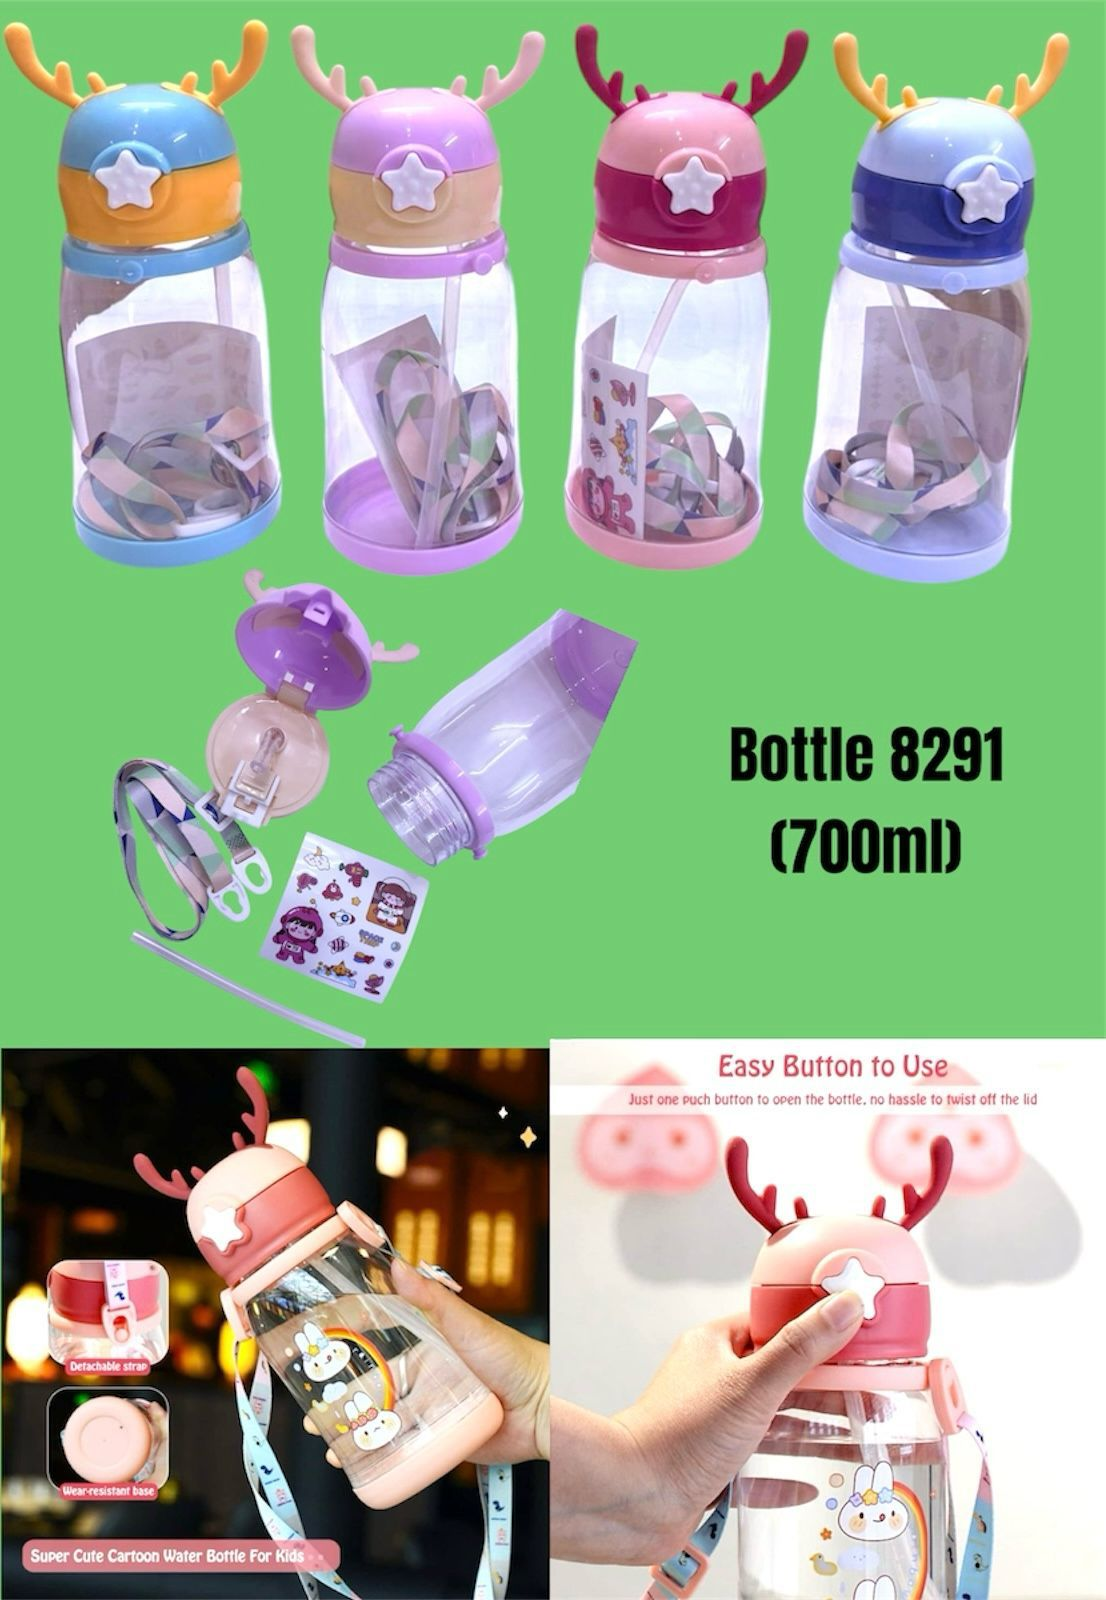 Bottle 8291
(700ml)
Easy Button to Use
Just one puch button to open the bottle, no hassle to twist off the lid
Detachable strap
Wear-resistant base
Super Cute Cartoon Water Bottle For Kids